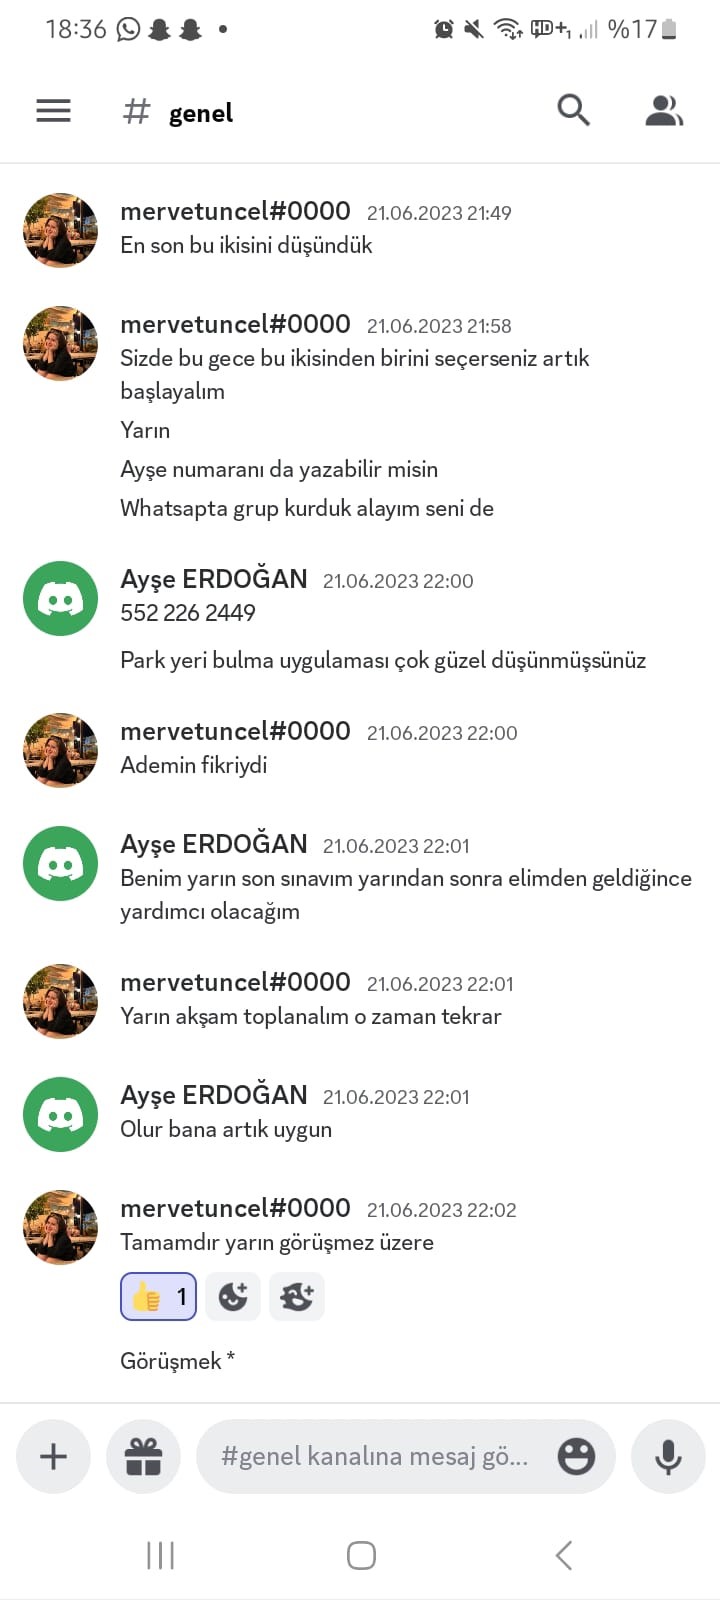 18:36
HD+1 %17
# genel
mervetuncel#0000 21.06.2023 21:49
En son bu ikisini düşündük
mervetuncel#0000 21.06.2023 21:58
Sizde bu gece bu ikisinden birini seçerseniz artık
başlayalım
Yarın
Ayşe numaranı da yazabilir misin
Whatsapta grup kurduk alayım seni de
Ayşe ERDOĞAN 21.06.2023 22:00
552 226 2449
Park yeri bulma uygulaması çok güzel düşünmüşsünüz
mervetuncel#0000 21.06.2023 22:00
Ademin fikriydi
Ayşe ERDOĞAN 21.06.2023 22:01
Benim yarın son sınavım yarından sonra elimden geldiğince
yardımcı olacağım
mervetuncel#0000 21.06.2023 22:01
Yarın akşam toplanalım o zaman tekrar
Ayşe ERDOĞAN 21.06.2023 22:01
Olur bana artık uygun
mervetuncel#0000 21.06.2023 22:02
Tamamdır yarın görüşmez üzere
👍 1
Görüşmek *
#genel kanalına mesaj gö...